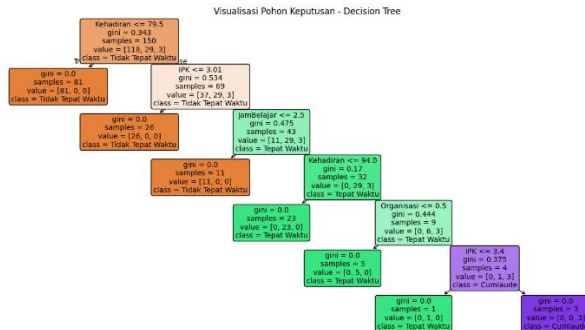 Visualisasi Pohon Keputusan - Decision Tree
Kehadiran <= 79.5
gini = 0.343
samples = 150
value = [118, 29, 3]
class = Tidak Tepat Waktu
gini = 0.0
samples = 81
value = [81, 0, 0]
class = Tidak Tepat Waktu
IPK <= 3.01
gini = 0.534
samples = 69
value = [37, 29, 3]
class = Tidak Tepat Waktu
gini = 0.0
samples = 26
value = [26, 0, 0]
class = Tidak Tepat Waktu
JamBelajar <= 2.5
gini = 0.475
samples = 43
value = [11, 29, 3]
class = Tepat Waktu
gini = 0.0
samples = 11
value = [11, 0, 0]
class = Tidak Tepat Waktu
Kehadiran <= 94.0
gini = 0.17
samples = 32
value = [0, 29, 3]
class = Tepat Waktu
gini = 0.0
samples = 23
value = [0, 23, 0]
class = Tepat Waktu
Organisasi <= 0.5
gini = 0.444
samples = 9
value = [0, 6, 3]
class = Tepat Waktu
gini = 0.0
samples = 5
value = [0, 5, 0]
class = Tepat Waktu
IPK <= 3.4
gini = 0.375
samples = 4
value = [0, 1, 3]
class = Cumlaude
gini = 0.0
samples = 1
value = [0, 1, 0]
class = Tepat Waktu
gini = 0.0
samples = 3
value = [0, 0, 3]
class = Cumlaude